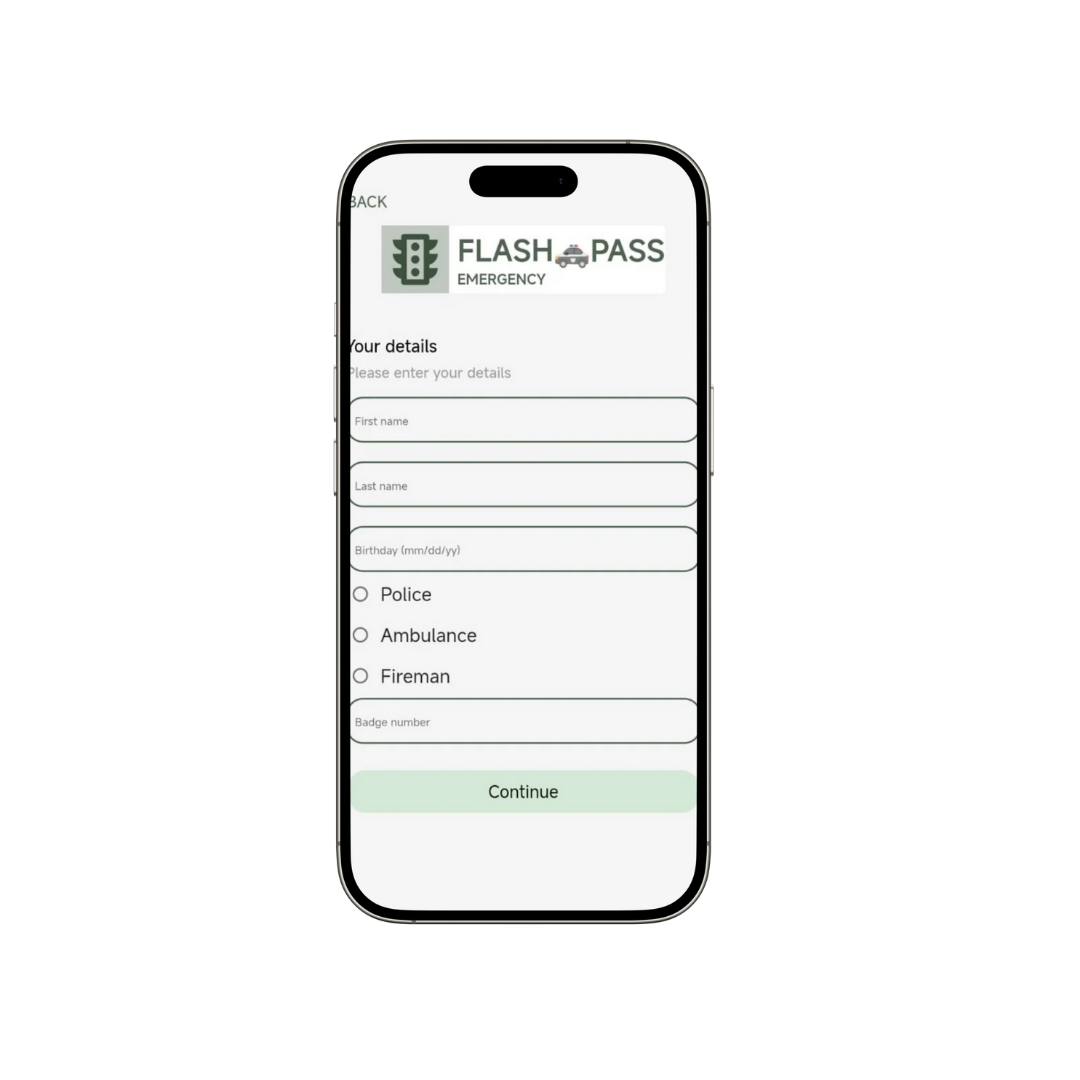 BACK
FLASH PASS
EMERGENCY
Your details
Please enter your details
First name
Last name
Birthday (mm/dd/yy)
Police
Ambulance
Fireman
Badge number
Continue